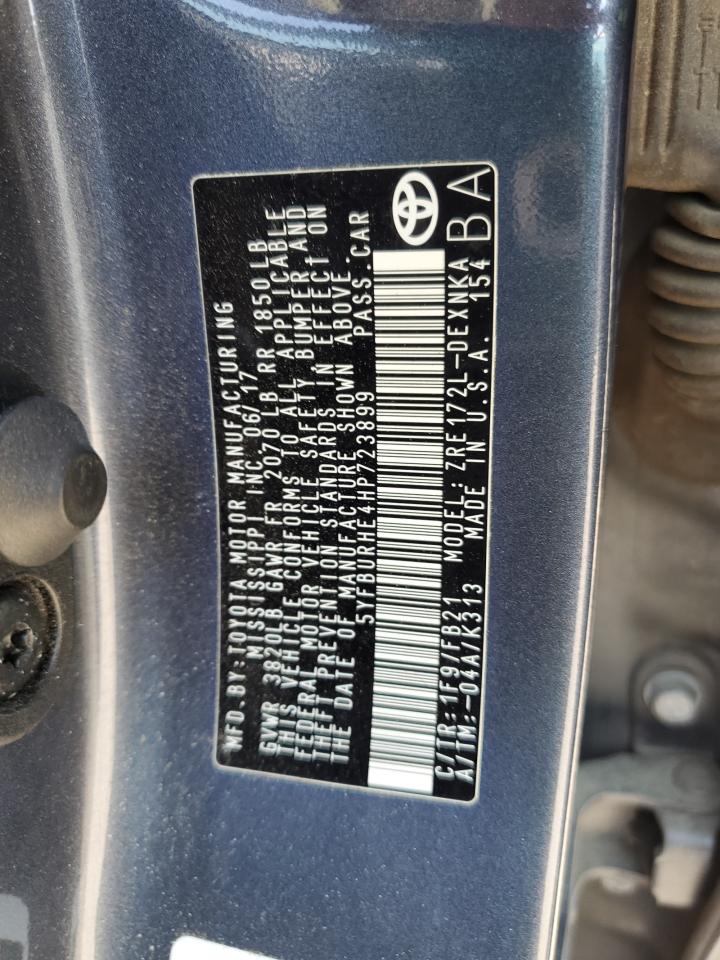 MFD.BY:TOYOTA MOTOR MANUFACTURING
MISSISSIPPI INC 06/17
GVWR 3820LB GAWR FR 2070 LB RR 1850LB
THIS VEHICLE CONFORMS TO ALL APPLICABLE
FEDERAL MOTOR VEHICLE SAFETY BUMPER AND
THEFT PREVENTION STANDARDS IN EFFECT ON
THE DATE OF MANUFACTURE SHOWN ABOVE.
5YFBURHE4HP723899 PASS.CAR
C/TR:1F9/FB21 MODEL:ZRE172L-DEXNKA
A/TM:-04A/K313 MADE IN U.S.A. 154
BA